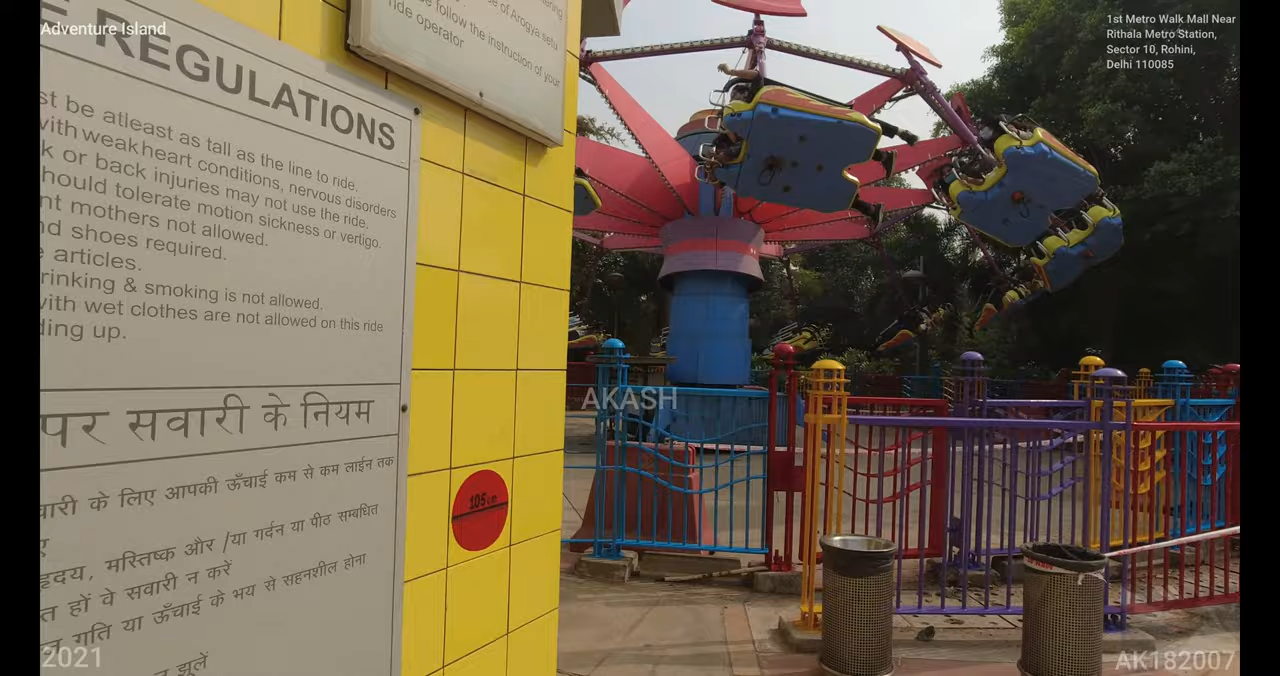 Adventure Island
1st Metro Walk Mall Near
Rithala Metro Station,
Sector 10, Rohini,
Delhi 110085
se of Arogya setu
se follow the instruction of your
ride operator
E REGULATIONS
st be atleast as tall as the line to ride.
with weak heart conditions, nervous disorders
k or back injuries may not use the ride.
hould tolerate motion sickness or vertigo.
nt mothers not allowed.
nd shoes required.
e articles.
rinking & smoking is not allowed.
with wet clothes are not allowed on this ride
ding up.
पर सवारी के नियम
वारी के लिए आपकी ऊँचाई कम से कम लाईन तक
हृदय, मस्तिष्क और /या गर्दन या पीठ सम्बधित
त हों वे सवारी न करें
गति या ऊँचाई के भय से सहनशील होना
न झूलें
105 cm
AKASH
2021
AK182007